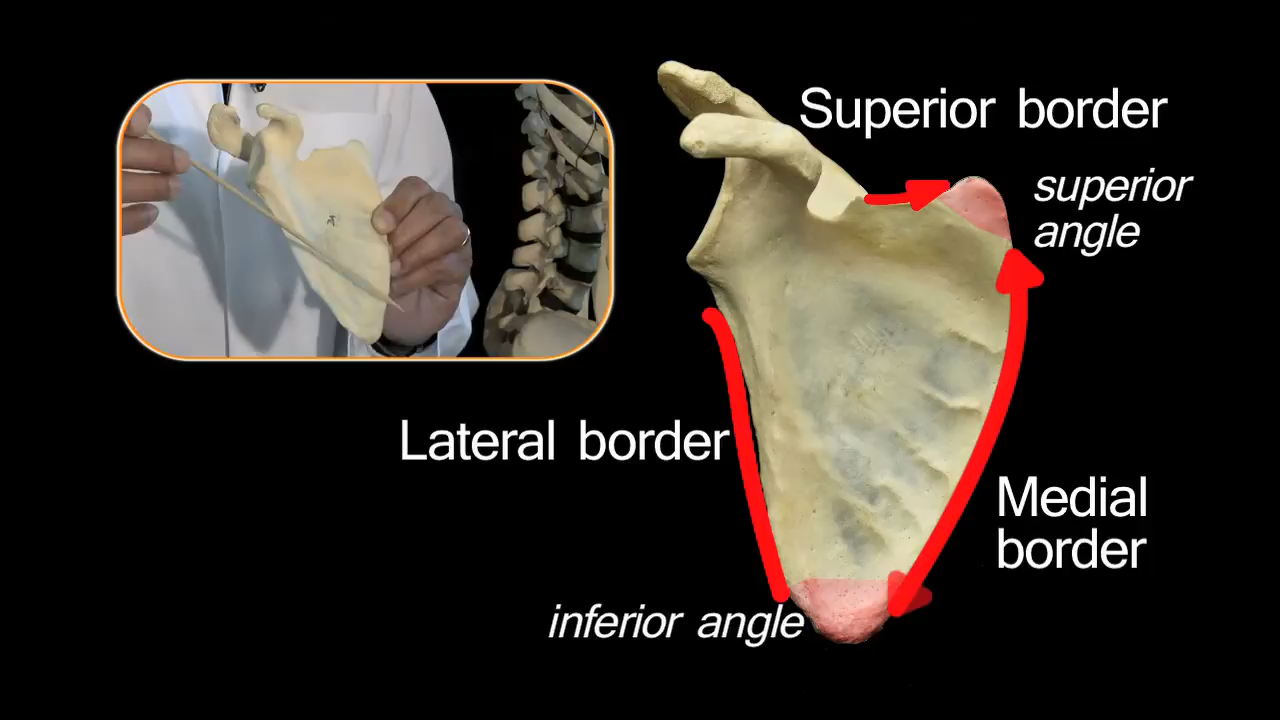 Superior border
superior
angle
Lateral border
Medial
border
inferior angle